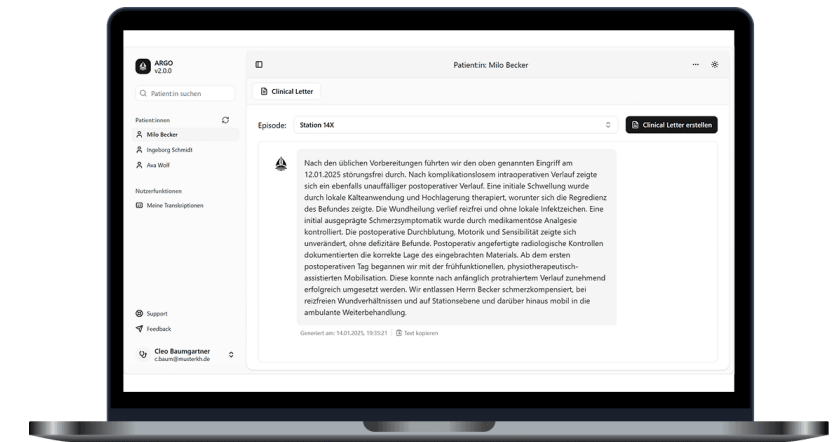 ARGO
v2.0.0
Patient:in suchen
Patient:innen
Milo Becker
Ingeborg Schmidt
Ava Wolf
Nutzerfunktionen
Meine Transkriptionen
Support
Feedback
Cleo Baumgartner
c.baum@musterkh.de
Patient:in: Milo Becker
Clinical Letter
Episode: Station 14X
Clinical Letter erstellen
Nach den üblichen Vorbereitungen führten wir den oben genannten Eingriff am
12.01.2025 störungsfrei durch. Nach komplikationslosem intraoperativen Verlauf zeigte
sich ein ebenfalls unauffälliger postoperativer Verlauf. Eine initiale Schwellung wurde
durch lokale Kälteanwendung und Hochlagerung therapiert, worunter sich die Regredienz
des Befundes zeigte. Die Wundheilung verlief reizfrei und ohne lokale Infektzeichen. Eine
initial ausgeprägte Schmerzsymptomatik wurde durch medikamentöse Analgesie
kontrolliert. Die postoperative Durchblutung, Motorik und Sensibilität zeigte sich
unverändert, ohne defizitäre Befunde. Postoperativ angefertigte radiologische Kontrollen
dokumentierten die korrekte Lage des eingebrachten Materials. Ab dem ersten
postoperativen Tag begannen wir mit der frühfunktionellen, physiotherapeutisch-
assistierten Mobilisation. Diese konnte nach anfänglich protrahiertem Verlauf zunehmend
erfolgreich umgesetzt werden. Wir entlassen Herrn Becker schmerzkompensiert, bei
reizfreien Wundverhältnissen und auf Stationsebene und darüber hinaus mobil in die
ambulante Weiterbehandlung.
Generiert am: 14.01.2025, 19:35:21
Text kopieren